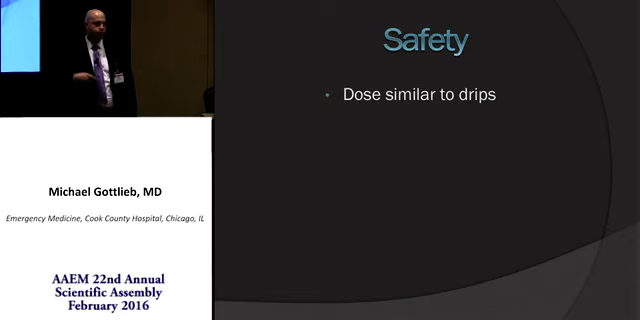 Safety
• Dose similar to drips
Michael Gottlieb, MD
Emergency Medicine, Cook County Hospital, Chicago, IL
AAEM 22nd Annual
Scientific Assembly
February 2016